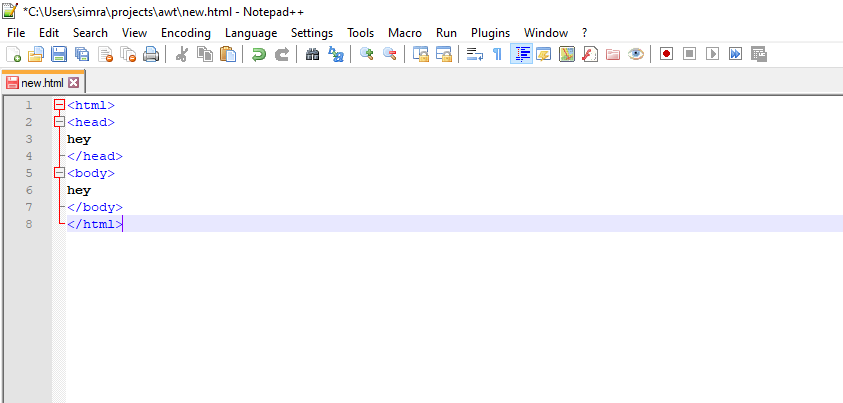 *C:\Users\simra\projects\awt\new.html - Notepad++
File Edit Search View Encoding Language Settings Tools Macro Run Plugins Window ?
new.html
1 <html>
2 <head>
3 hey
4 </head>
5 <body>
6 hey
7 </body>
8 </html>